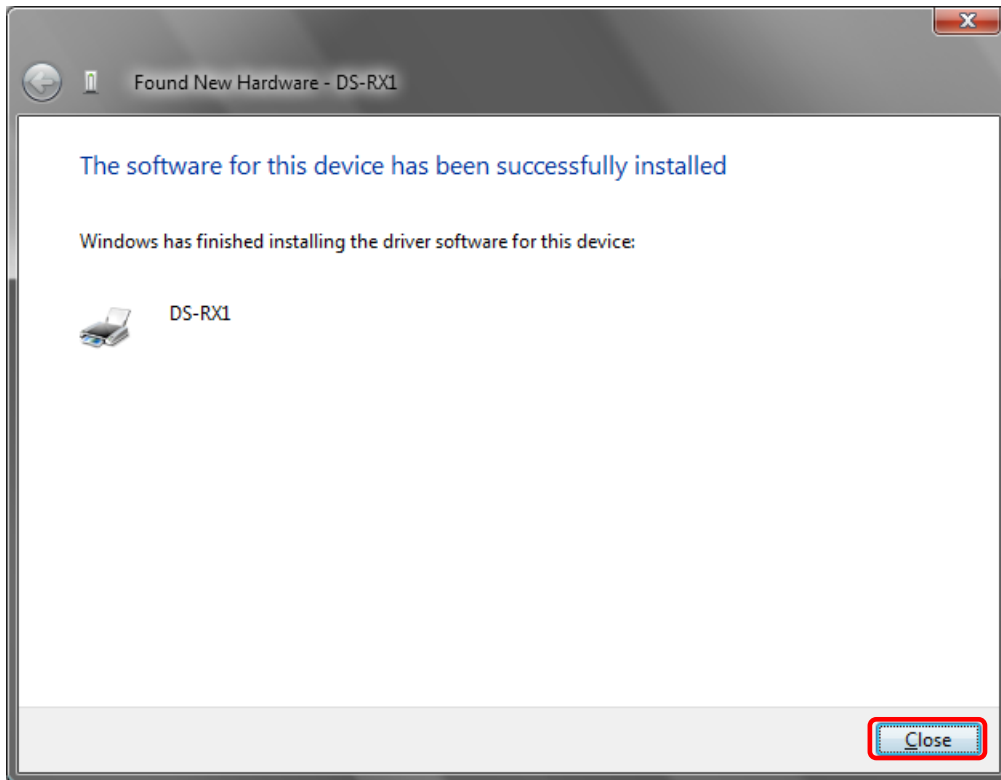 Found New Hardware - DS-RX1
The software for this device has been successfully installed
Windows has finished installing the driver software for this device:
DS-RX1
Close